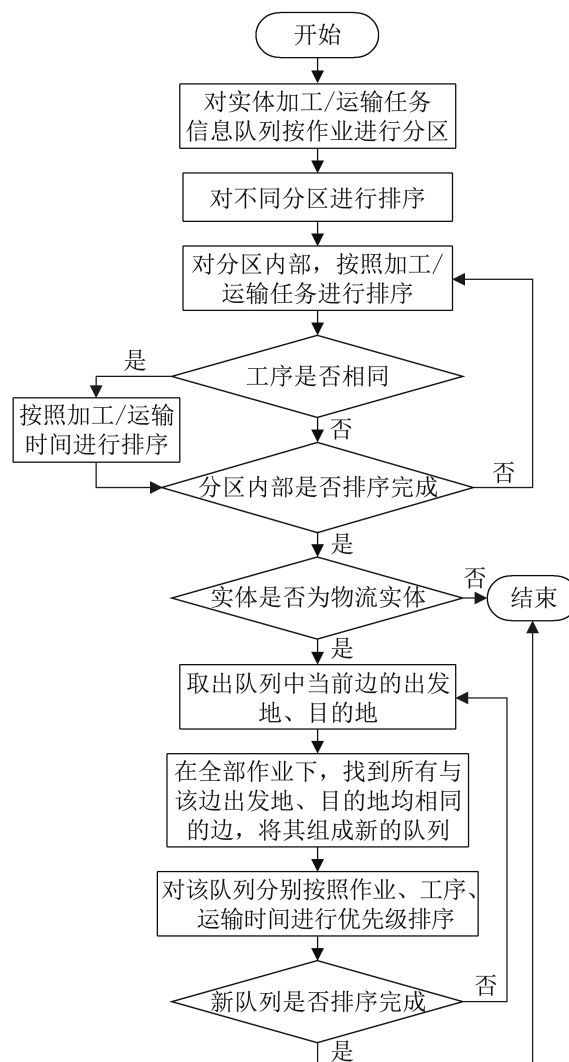 开始
对实体加工/运输任务
信息队列按作业进行分区
对不同分区进行排序
对分区内部，按照加工/
运输任务进行排序
是
工序是否相同
按照加工/运输
时间进行排序
否
分区内部是否排序完成
否
是
实体是否为物流实体
否
结束
是
取出队列中当前边的出发
地、目的地
在全部作业下，找到所有与
该边出发地、目的地均相同
的边，将其组成新的队列
对该队列分别按照作业、工序、
运输时间进行优先级排序
新队列是否排序完成
否
是